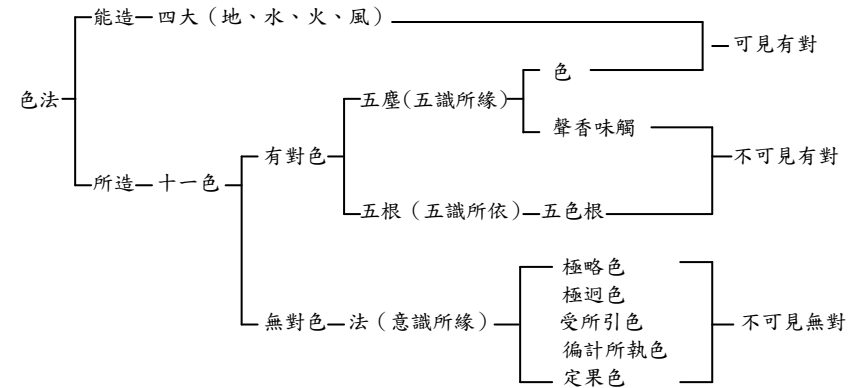 能造 四大（地、水、火、風）
可見有對
色
色法
五塵(五識所緣)
聲香味觸
有對色
不可見有對
所造 十一色
五根（五識所依） 五色根
極略色
極迥色
無對色 法（意識所緣）
受所引色
不可見無對
徧計所執色
定果色